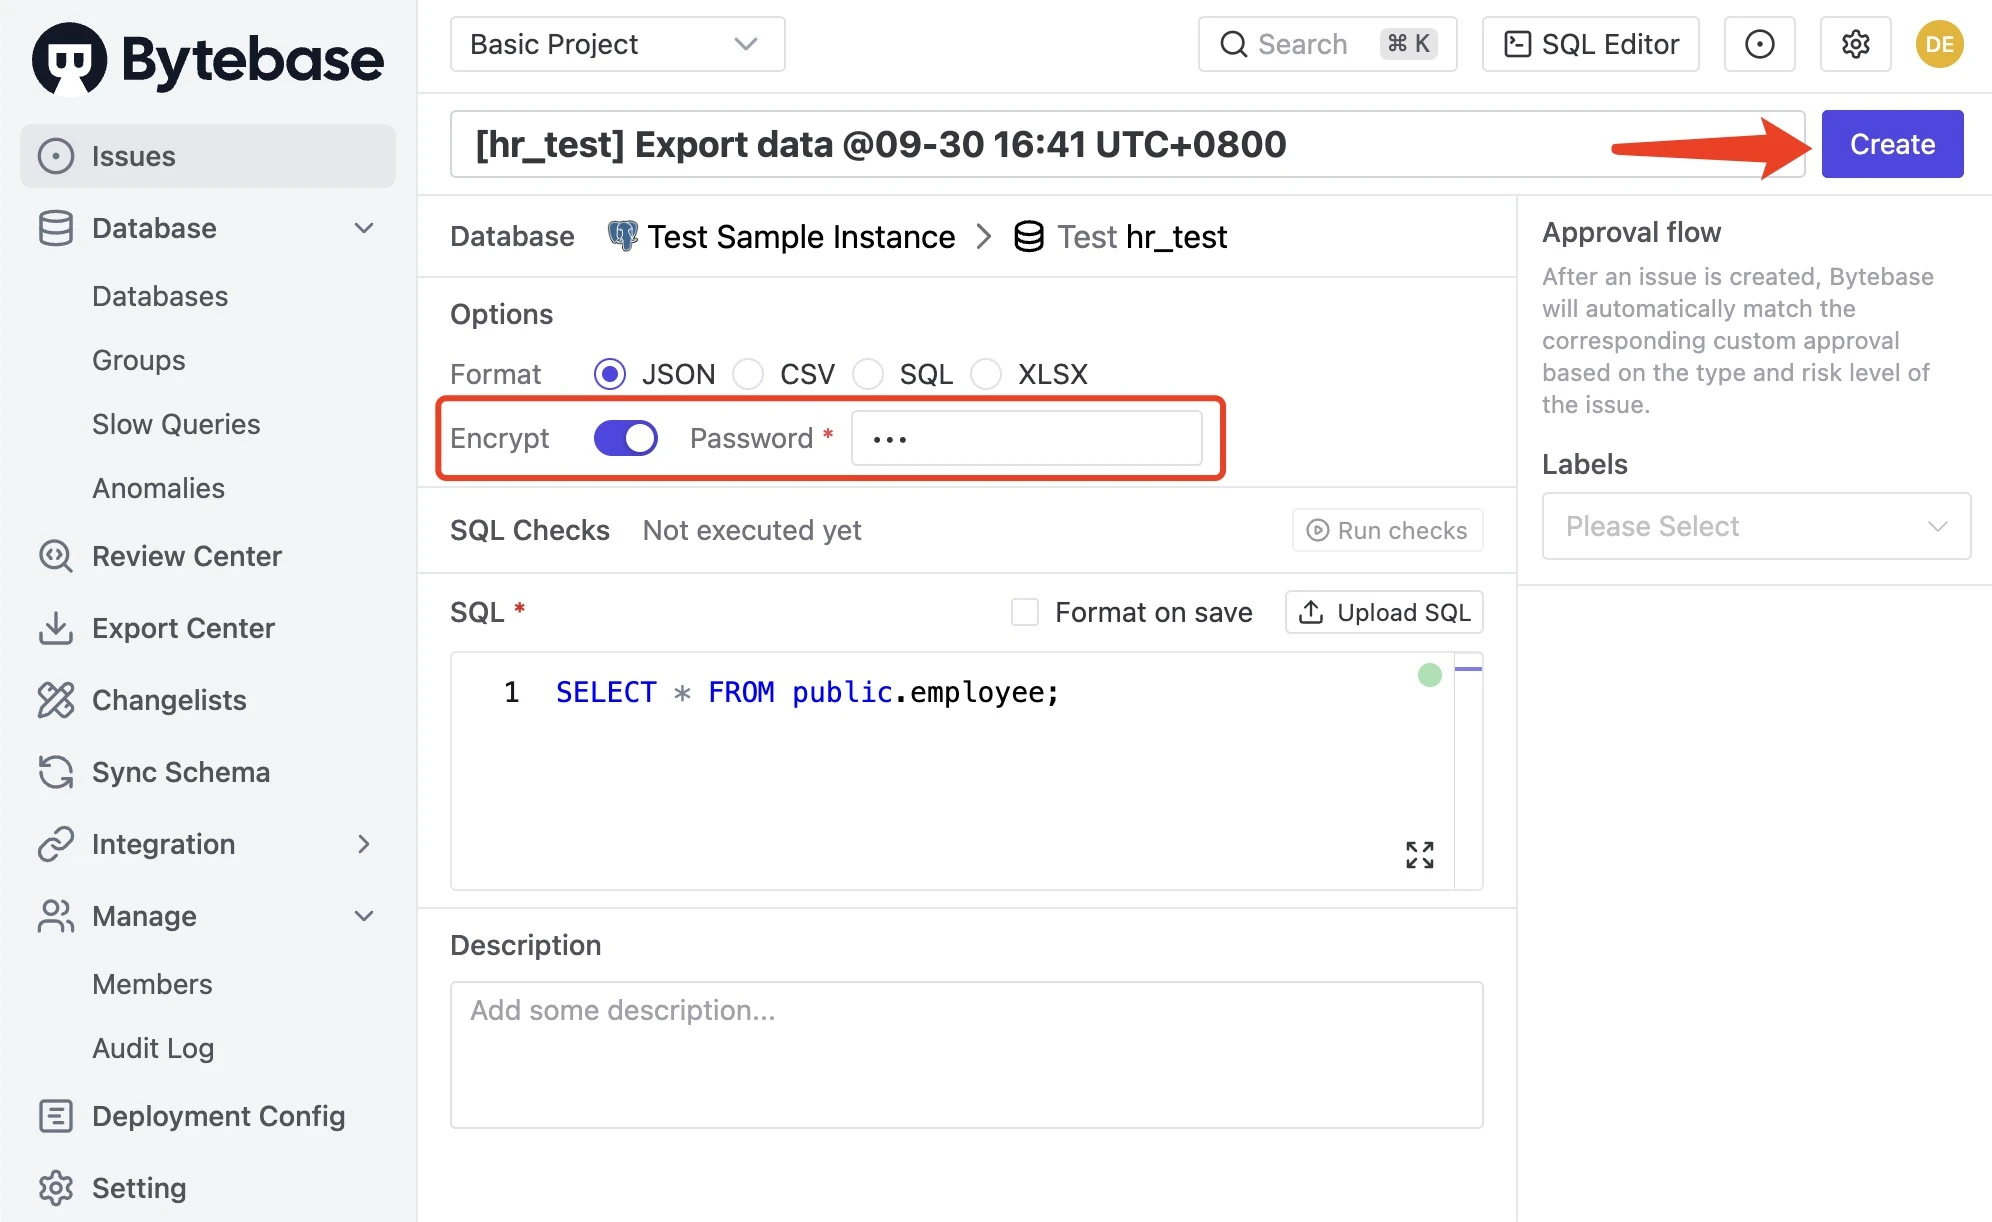 Bytebase
Basic Project
Search ⌘ K
SQL Editor
DE
Issues
Database
Databases
Groups
Slow Queries
Anomalies
Review Center
Export Center
Changelists
Sync Schema
Integration
Manage
Members
Audit Log
Deployment Config
Setting
[hr_test] Export data @09-30 16:41 UTC+0800
Create
Database Test Sample Instance Test hr_test
Options
Format JSON CSV SQL XLSX
Encrypt Password * •••
SQL Checks Not executed yet Run checks
SQL * Format on save Upload SQL
1 SELECT * FROM public.employee;
Description
Add some description...
Approval flow
After an issue is created, Bytebase
will automatically match the
corresponding custom approval
based on the type and risk level of
the issue.
Labels
Please Select